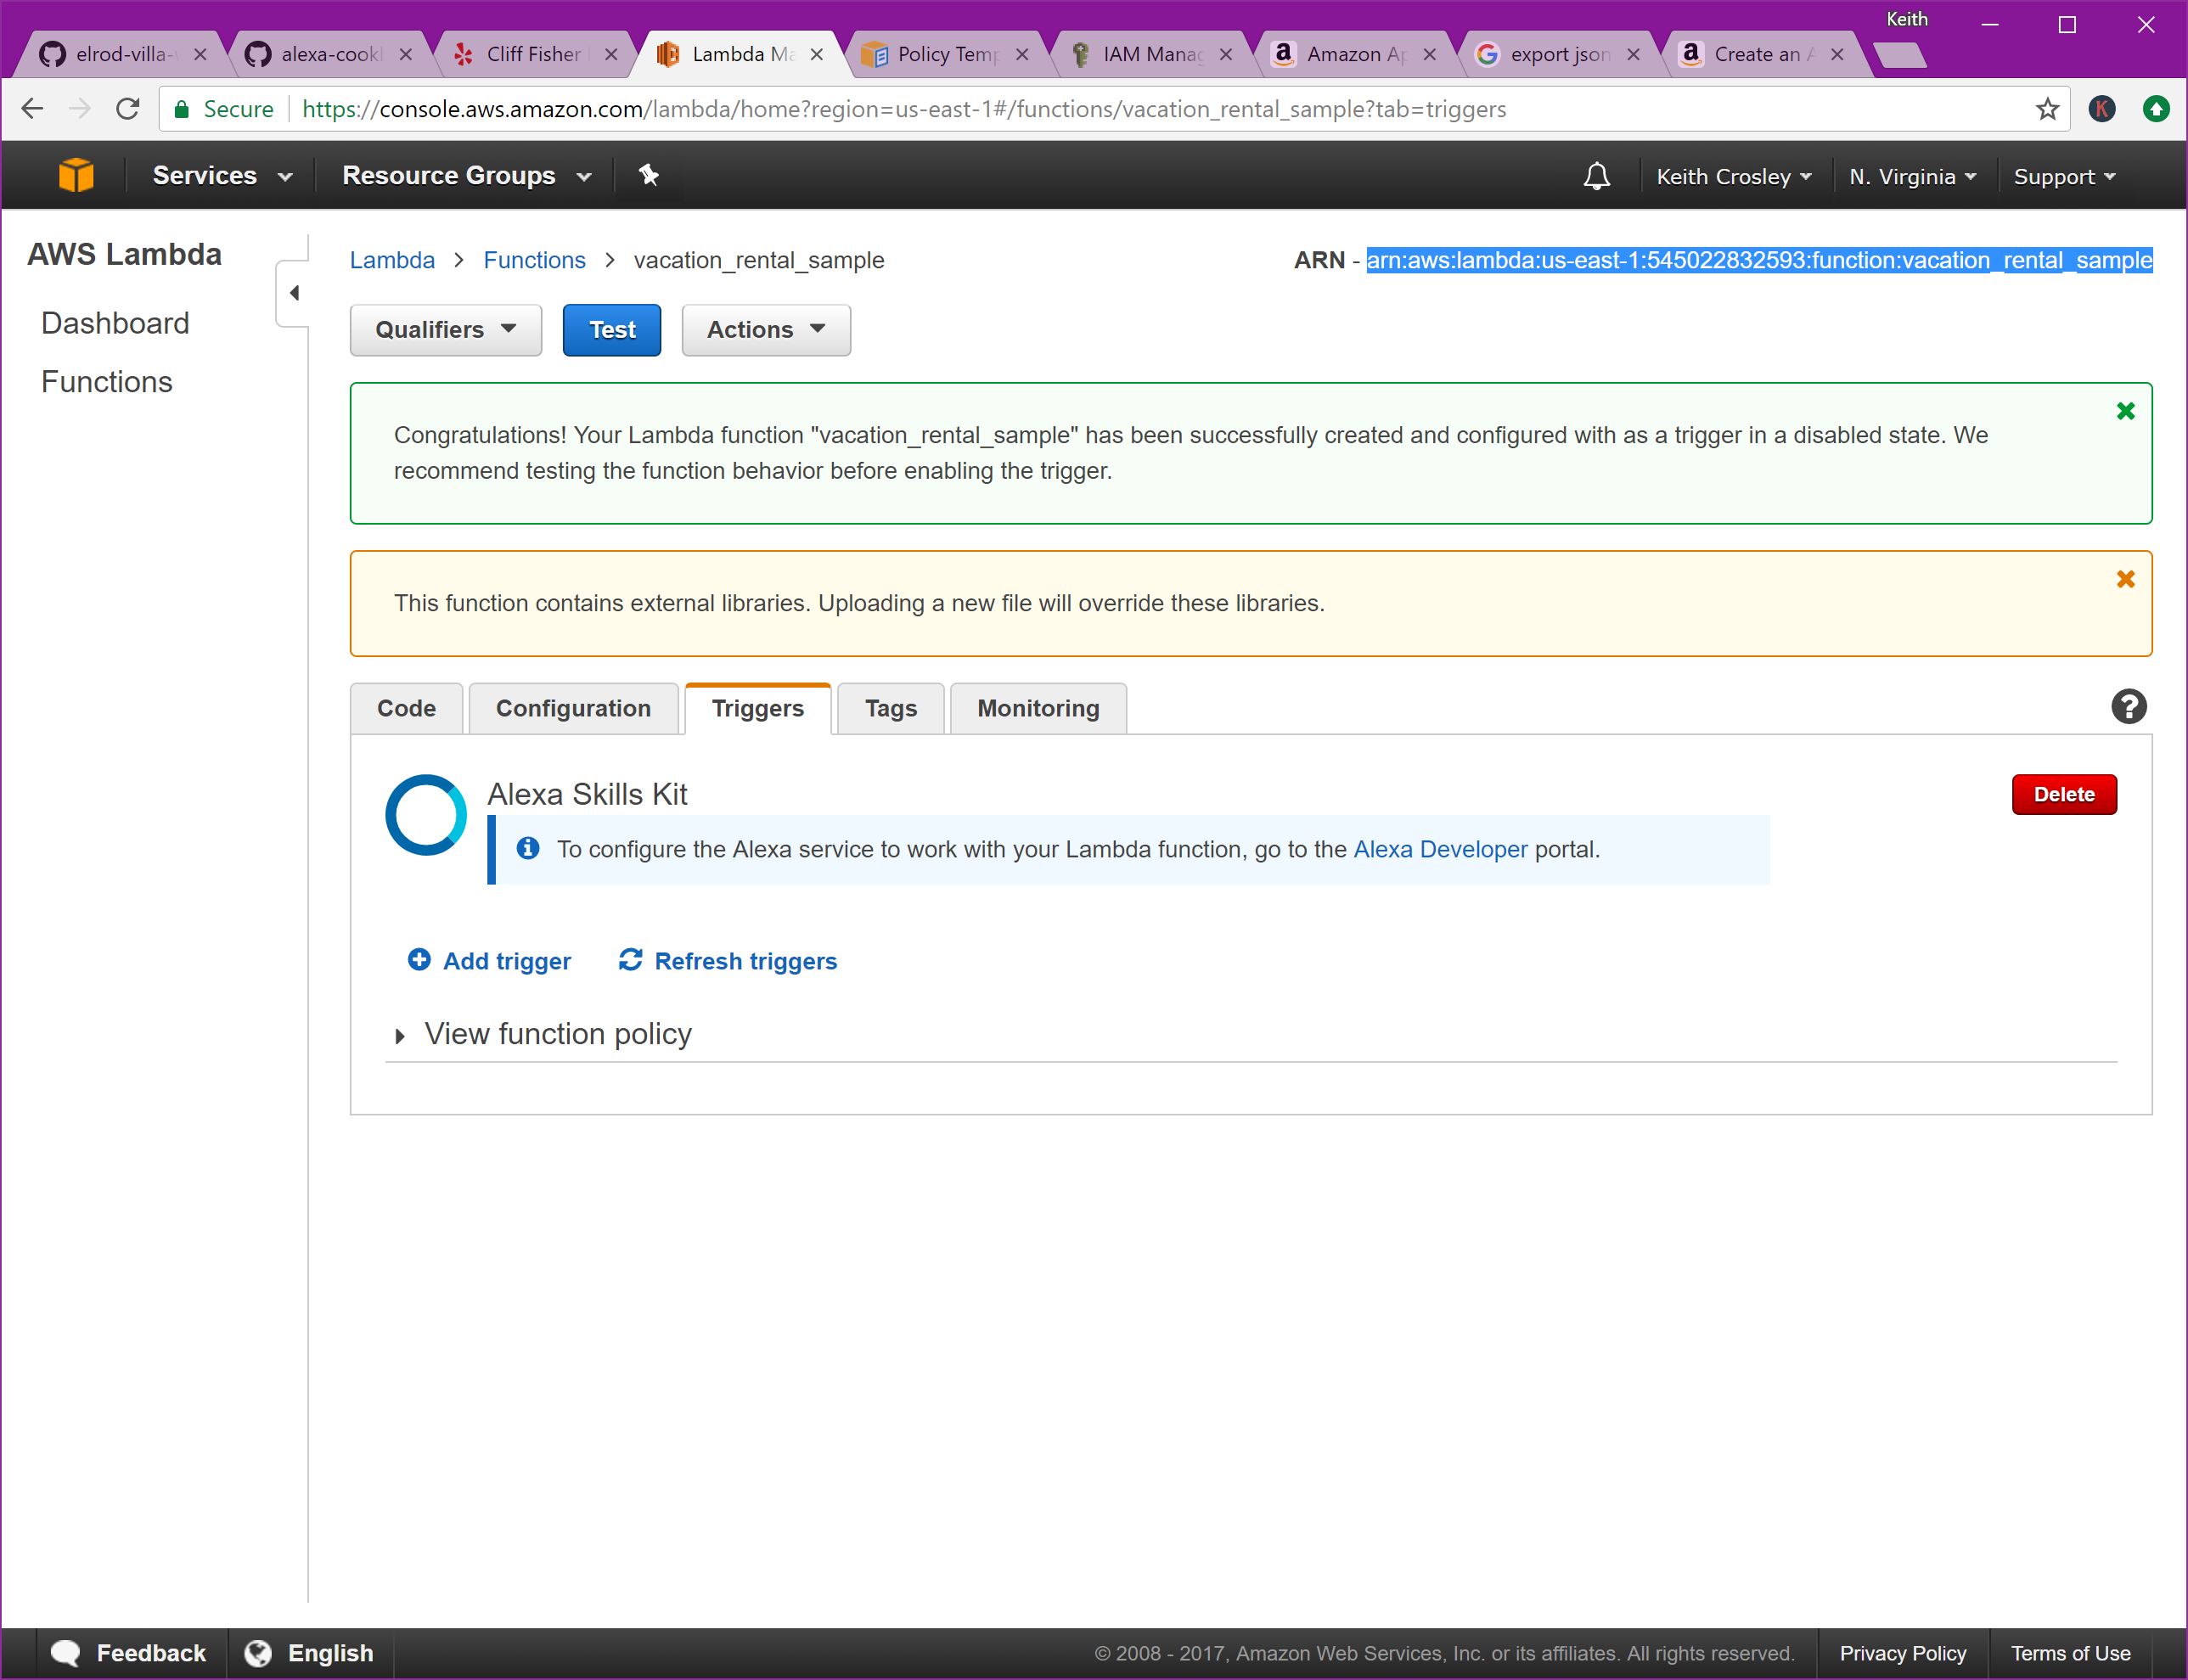 Keith
elrod-villa-
alexa-cookl
Cliff Fisher
Lambda Ma
Policy Temp
IAM Manag
Amazon Ap
export json
Create an A
Secure
https://console.aws.amazon.com/lambda/home?region=us-east-1#/functions/vacation_rental_sample?tab=triggers
K
Services
Resource Groups
Keith Crosley
N. Virginia
Support
AWS Lambda
Dashboard
Functions
Lambda > Functions > vacation_rental_sample
ARN - arn:aws:lambda:us-east-1:545022832593:function:vacation_rental_sample
Qualifiers
Test
Actions
Congratulations! Your Lambda function "vacation_rental_sample" has been successfully created and configured with as a trigger in a disabled state. We
recommend testing the function behavior before enabling the trigger.
This function contains external libraries. Uploading a new file will override these libraries.
Code
Configuration
Triggers
Tags
Monitoring
Alexa Skills Kit
Delete
To configure the Alexa service to work with your Lambda function, go to the Alexa Developer portal.
Add trigger
Refresh triggers
View function policy
Feedback
English
© 2008 - 2017, Amazon Web Services, Inc. or its affiliates. All rights reserved.
Privacy Policy
Terms of Use